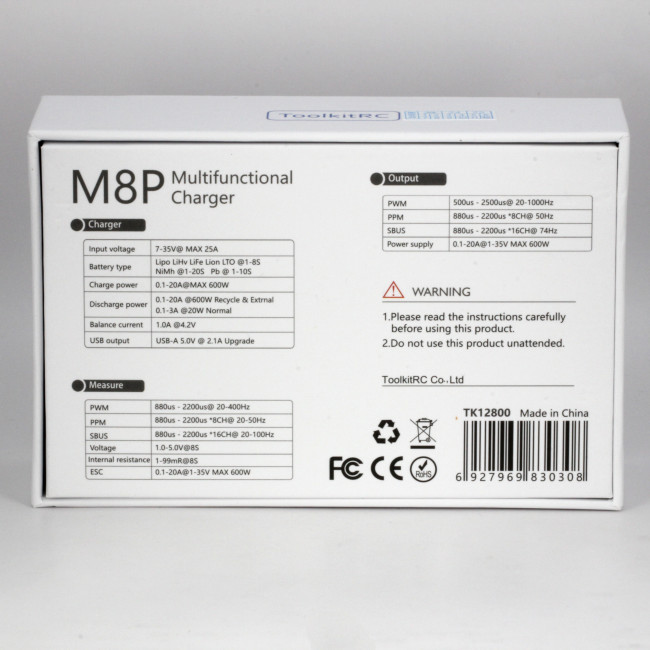 ToolkitRC
M8P Multifunctional
Charger
Charger
Input voltage 7-35V@ MAX 25A
Battery type Lipo LiHv LiFe Lion LTO @1-8S
NiMh @1-20S Pb @ 1-10S
Charge power 0.1-20A@MAX 600W
Discharge power 0.1-20A @600W Recycle & Extrnal
0.1-3A @20W Normal
Balance current 1.0A @4.2V
USB output USB-A 5.0V @ 2.1A Upgrade
Measure
PWM 880us - 2200us@ 20-400Hz
PPM 880us - 2200us *8CH@ 20-50Hz
SBUS 880us - 2200us *16CH@ 20-100Hz
Voltage 1.0-5.0V@8S
Internal resistance 1-99mR@8S
ESC 0.1-20A@1-35V MAX 600W
Output
PWM 500us - 2500us@ 20-1000Hz
PPM 880us - 2200us *8CH@ 50Hz
SBUS 880us - 2200us *16CH@ 74Hz
Power supply 0.1-20A@1-35V MAX 600W
WARNING
1.Please read the instructions carefully
before using this product.
2.Do not use this product unattended.
ToolkitRC Co.,Ltd
TK12800 Made in China
FC CE RoHS
6 927969 830308